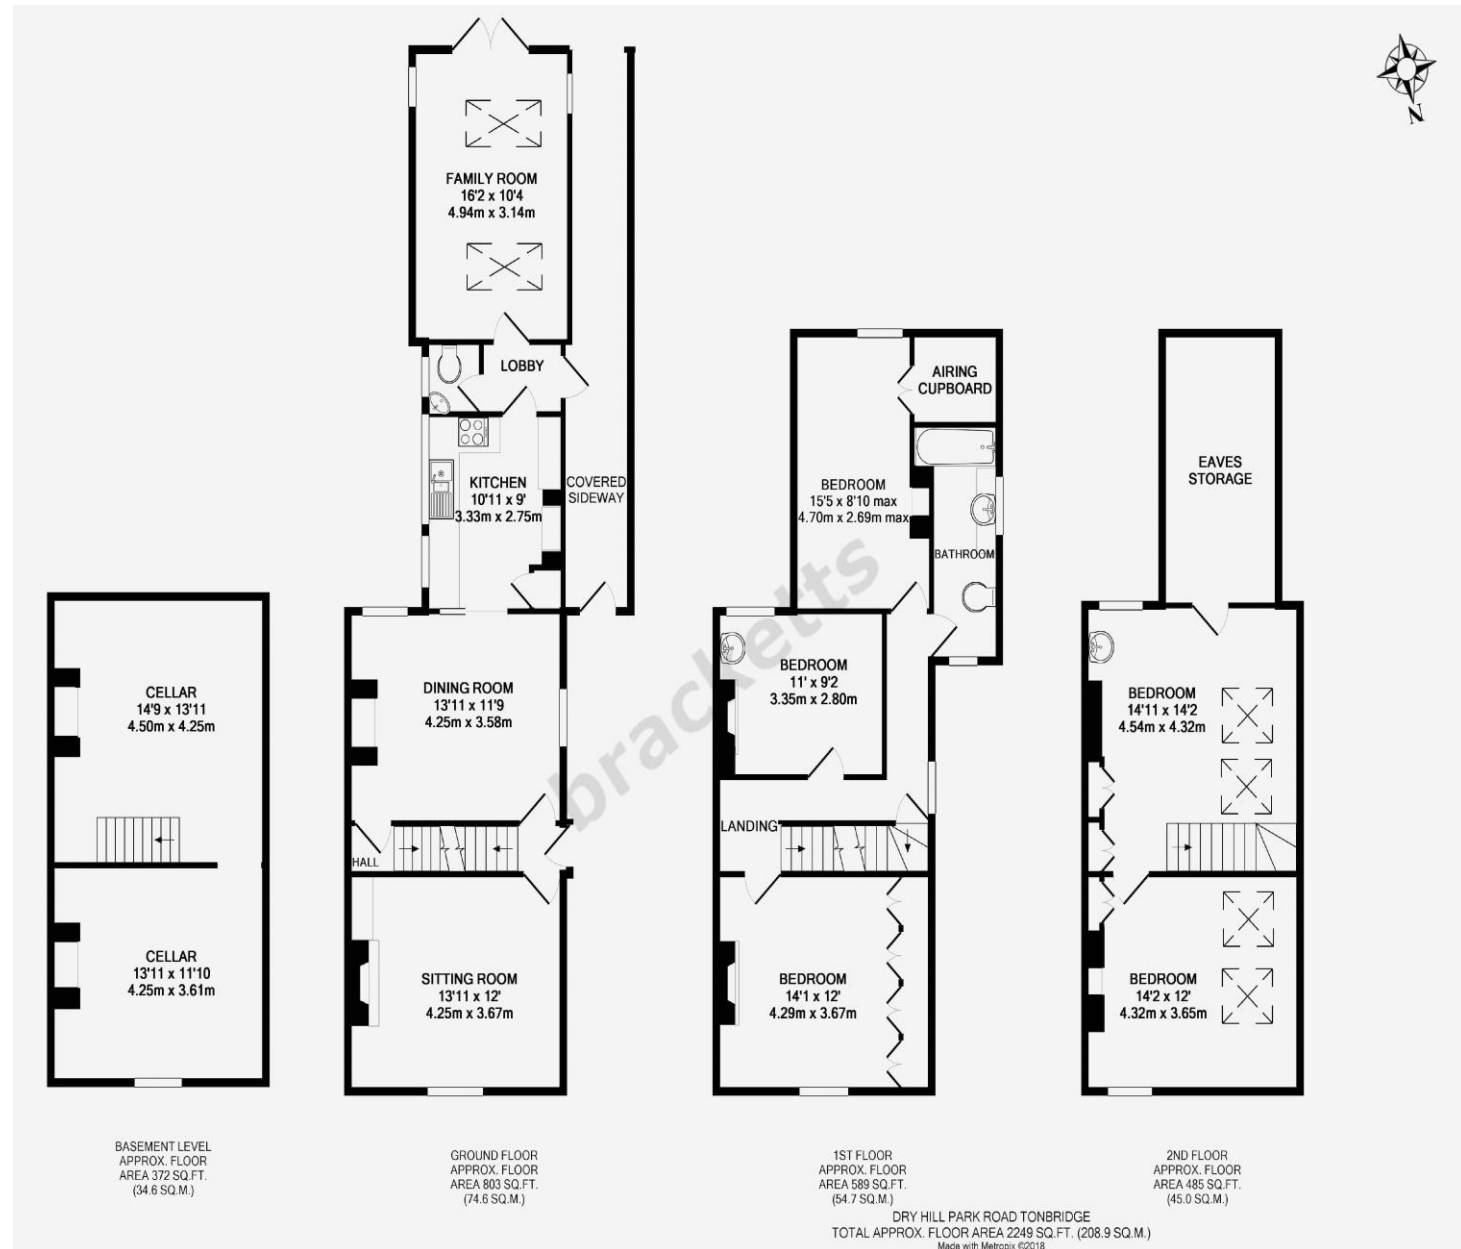 N
FAMILY ROOM
16'2 x 10'4
4.94m x 3.14m
LOBBY
KITCHEN
10'11 x 9'
3.33m x 2.75m
COVERED
SIDEWAY
DINING ROOM
13'11 x 11'9
4.25m x 3.58m
HALL
SITTING ROOM
13'11 x 12'
4.25m x 3.67m
CELLAR
14'9 x 13'11
4.50m x 4.25m
CELLAR
13'11 x 11'10
4.25m x 3.61m
AIRING
CUPBOARD
BEDROOM
15'5 x 8'10 max
4.70m x 2.69m max
BATHROOM
BEDROOM
11' x 9'2
3.35m x 2.80m
LANDING
BEDROOM
14'1 x 12'
4.29m x 3.67m
EAVES
STORAGE
BEDROOM
14'11 x 14'2
4.54m x 4.32m
BEDROOM
14'2 x 12'
4.32m x 3.65m
bracketts
BASEMENT LEVEL
APPROX. FLOOR
AREA 372 SQ.FT.
(34.6 SQ.M.)
GROUND FLOOR
APPROX. FLOOR
AREA 803 SQ.FT.
(74.6 SQ.M.)
1ST FLOOR
APPROX. FLOOR
AREA 589 SQ.FT.
(54.7 SQ.M.)
2ND FLOOR
APPROX. FLOOR
AREA 485 SQ.FT.
(45.0 SQ.M.)
DRY HILL PARK ROAD TONBRIDGE
TOTAL APPROX. FLOOR AREA 2249 SQ.FT. (208.9 SQ.M.)
Made with Metropix ©2018